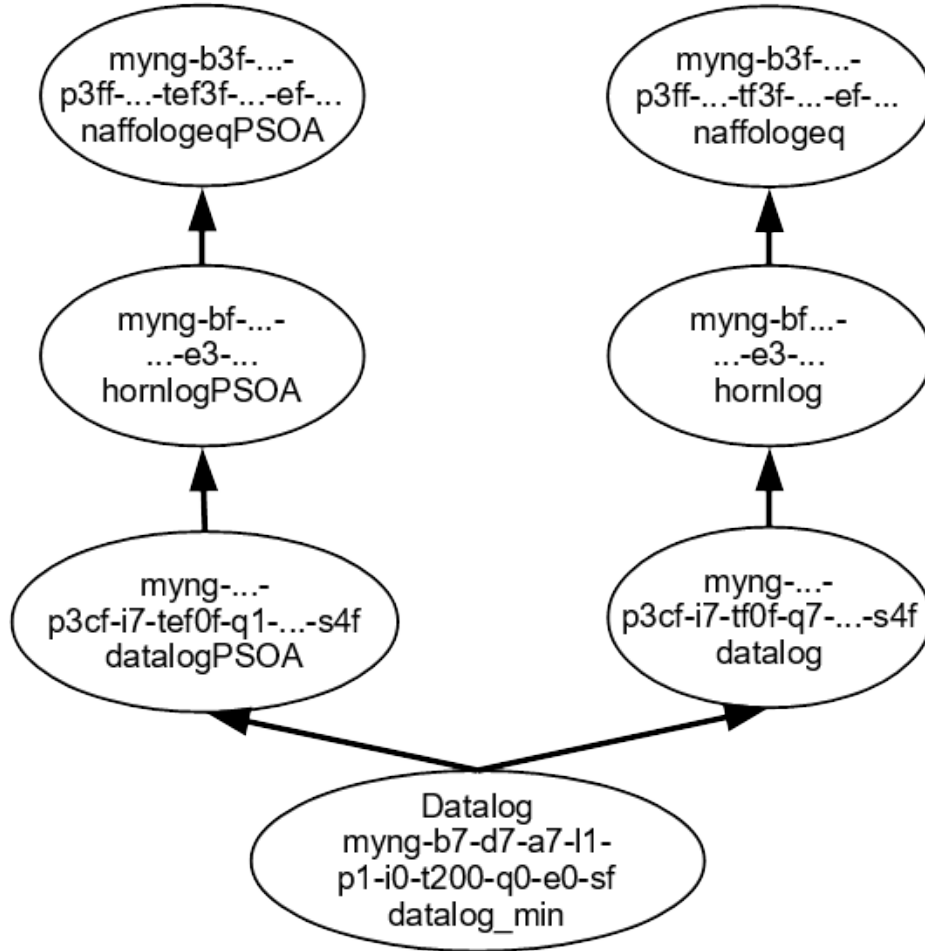 myng-b3f-...-
p3ff-...-tef3f-...-ef-...
naffologeqPSOA
myng-b3f-...-
p3ff-...-tf3f-...-ef-...
naffologeq
myng-bf-...-
...-e3-...
hornlogPSOA
myng-bf...-
...-e3-...
hornlog
myng-...-
p3cf-i7-tef0f-q1-...-s4f
datalogPSOA
myng-...-
p3cf-i7-tf0f-q7-...-s4f
datalog
Datalog
myng-b7-d7-a7-l1-
p1-i0-t200-q0-e0-sf
datalog_min